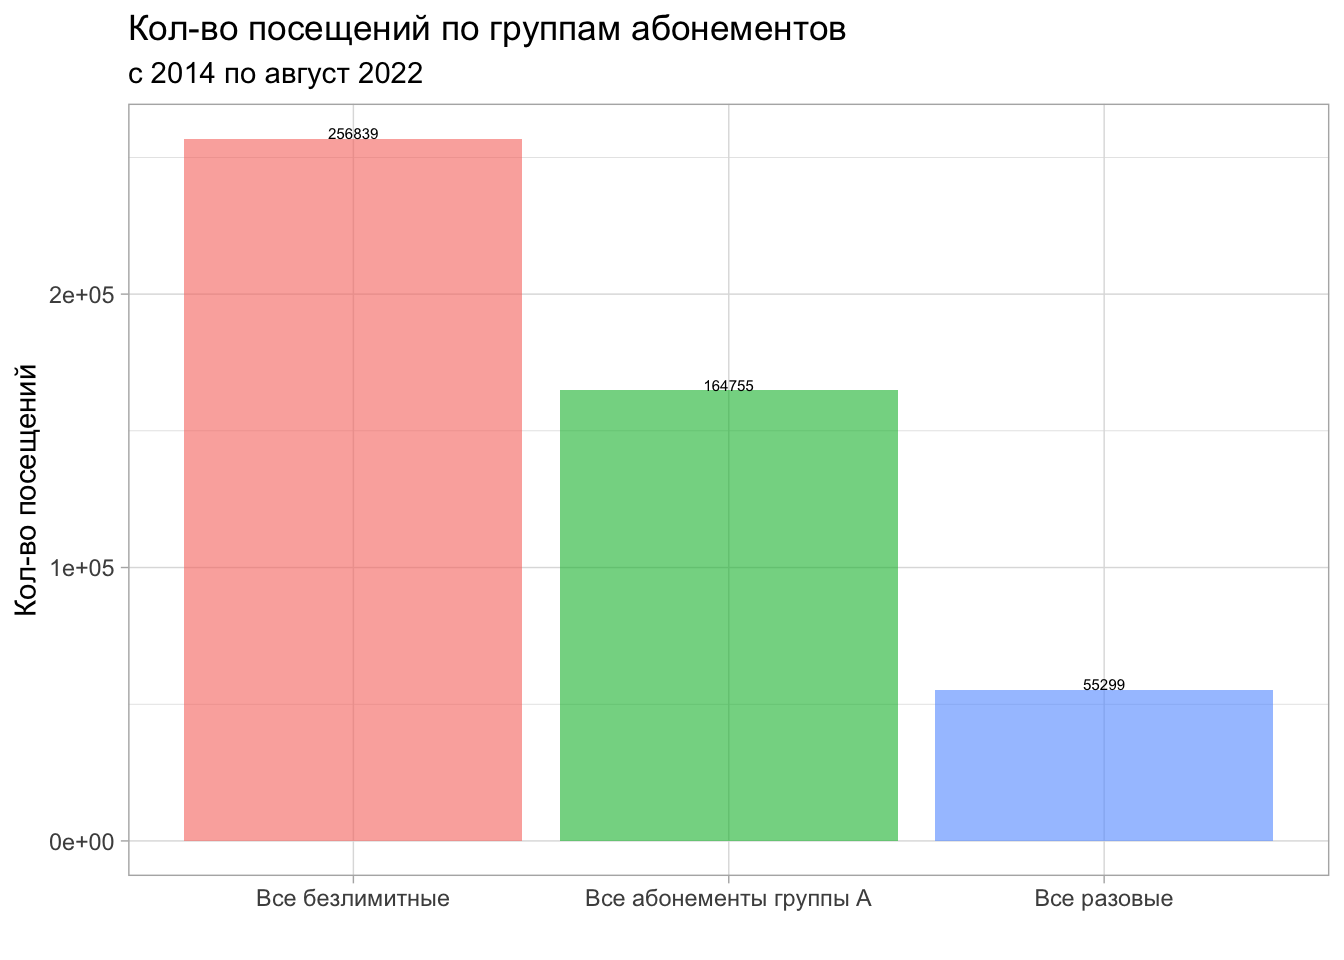 Кол-во посещений по группам абонементов
с 2014 по август 2022
256839
2e+05
164755
Кол-во посещений
1e+05
55299
0e+00
Все безлимитные
Все абонементы группы А
Все разовые